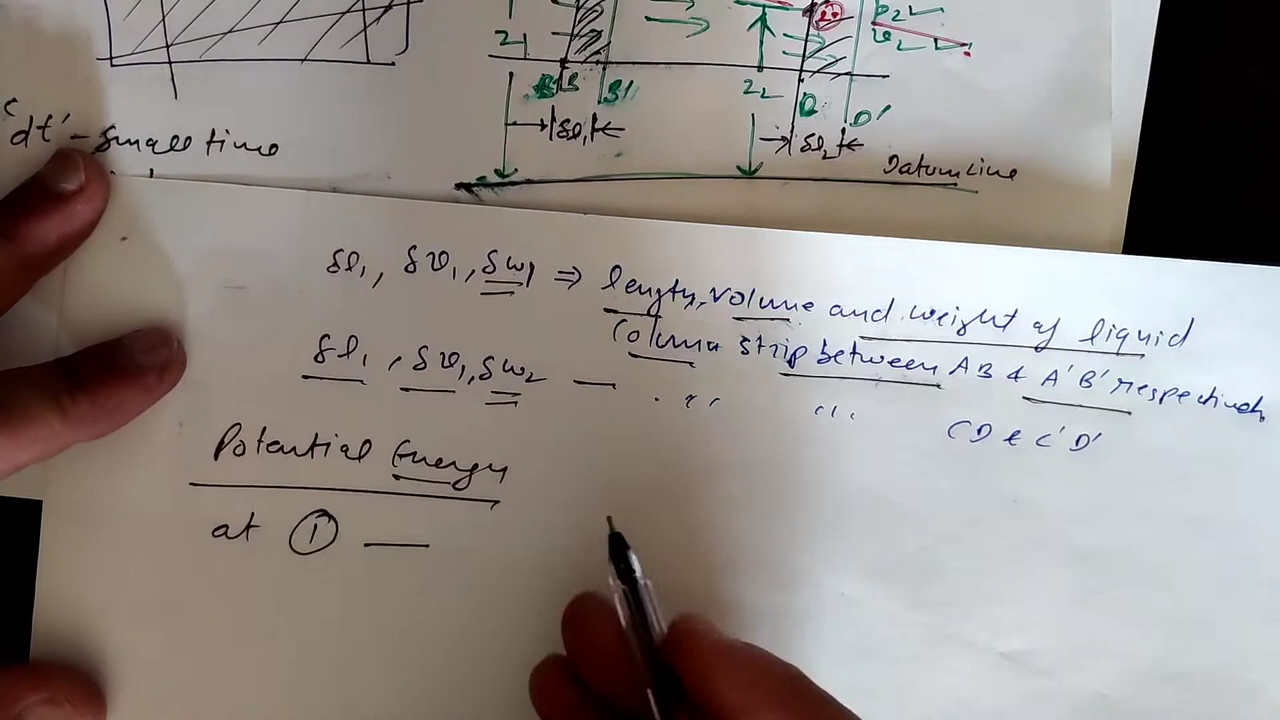 z1
B B'
z2
D D'
δl1
δl2
Datum Line
'dt' - small time
δl1, δv1, δw1 ⇒ length, volume and weight of liquid
Column strip between AB & A'B' respectively
δl1, δv1, δw2 — . ,, ,,, CD & C'D'
Potential Energy
at ① —